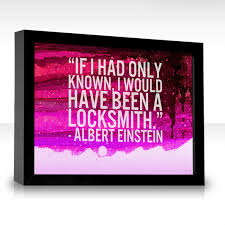 “IF I HAD ONLY
KNOWN, I WOULD
HAVE BEEN A
LOCKSMITH.”
- ALBERT EINSTEIN